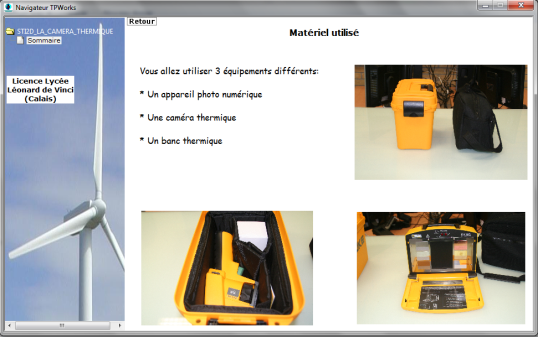 Navigateur TPWorks
STI2D_LA_CAMERA_THERMIQUE
Sommaire
Licence Lycée
Léonard de Vinci
(Calais)
Retour
Matériel utilisé
Vous allez utiliser 3 équipements différents:
* Un appareil photo numérique
* Une caméra thermique
* Un banc thermique